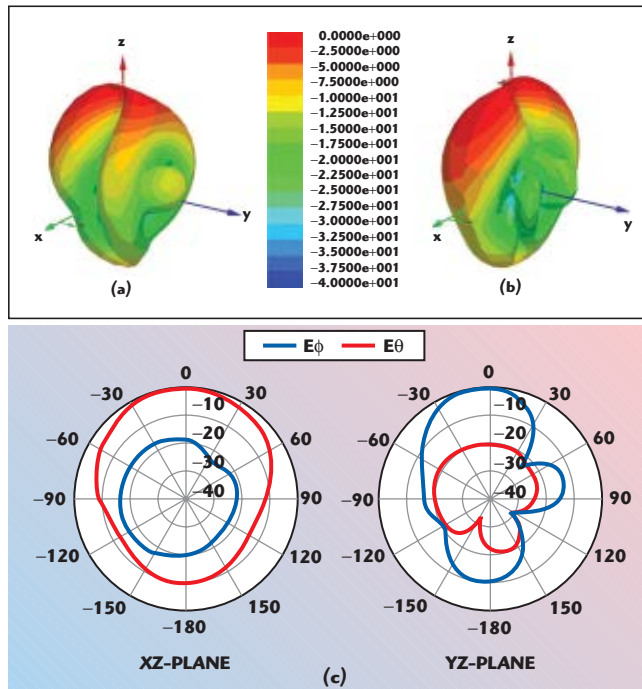 z
x
y
(a)
0.0000e+000
−2.5000e+000
−5.0000e+000
−7.5000e+000
−1.0000e+001
−1.2500e+001
−1.5000e+001
−1.7500e+001
−2.0000e+001
−2.2500e+001
−2.5000e+001
−2.7500e+001
−3.0000e+001
−3.2500e+001
−3.5000e+001
−3.7500e+001
−4.0000e+001
z
x
y
(b)
Eϕ Eθ
0
−30 30
−60 60
−90 90
−120 120
−150 150
−180
−10
−20
−30
−40
XZ-PLANE
0
−30 30
−60 60
−90 90
−120 120
−150 150
−180
−10
−20
−30
−40
YZ-PLANE
(c)